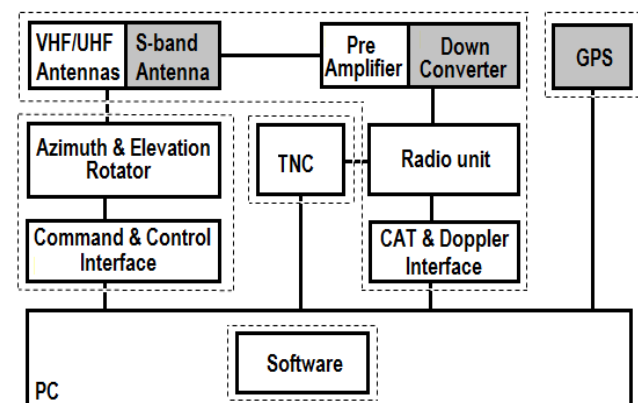 VHF/UHF
Antennas
S-band
Antenna
Pre
Amplifier
Down
Converter
GPS
Azimuth & Elevation
Rotator
TNC
Radio unit
Command & Control
Interface
CAT & Doppler
Interface
Software
PC